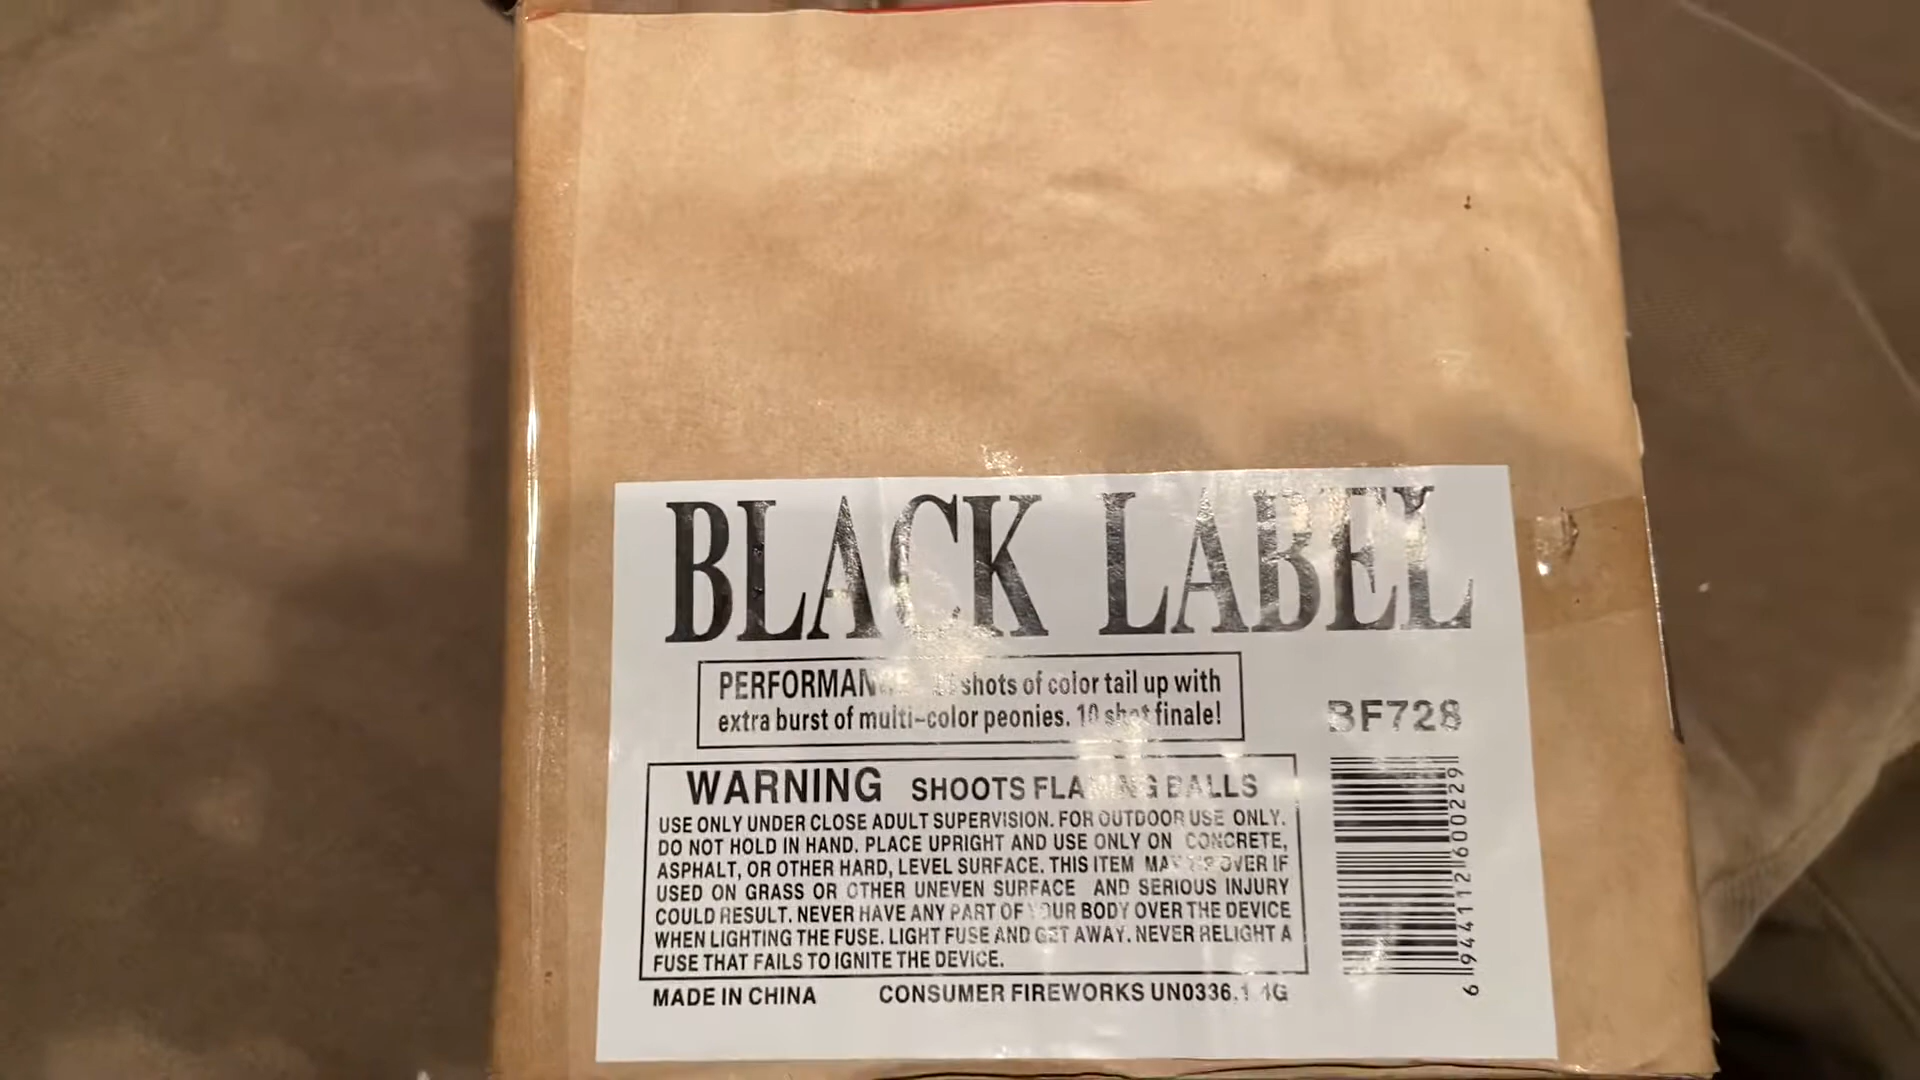 BLACK LABEL
PERFORMANCE shots of color tail up with
extra burst of multi-color peonies. 10 shot finale!
BF728
WARNING SHOOTS FLAMING BALLS
USE ONLY UNDER CLOSE ADULT SUPERVISION. FOR OUTDOOR USE ONLY.
DO NOT HOLD IN HAND. PLACE UPRIGHT AND USE ONLY ON CONCRETE,
ASPHALT, OR OTHER HARD, LEVEL SURFACE. THIS ITEM MAY TIP OVER IF
USED ON GRASS OR OTHER UNEVEN SURFACE AND SERIOUS INJURY
COULD RESULT. NEVER HAVE ANY PART OF YOUR BODY OVER THE DEVICE
WHEN LIGHTING THE FUSE. LIGHT FUSE AND GET AWAY. NEVER RELIGHT A
FUSE THAT FAILS TO IGNITE THE DEVICE.
MADE IN CHINA CONSUMER FIREWORKS UN0336.1.4G
6 944112 600229